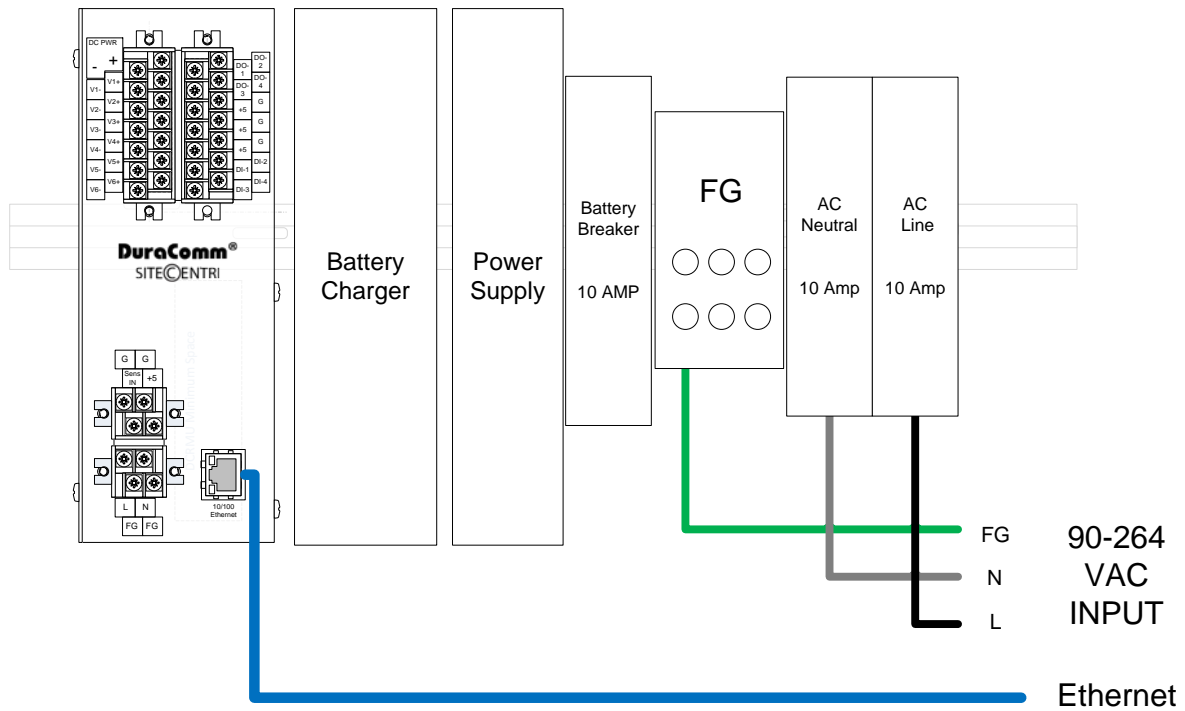 DC PWR
- +
V1+
V1-
V2+
V2-
V3+
V3-
V4+
V4-
V5+
V5-
V6+
V6-
DO-2
DO-1
DO-4
DO-3
G
+5
G
+5
G
+5
DI-2
DI-1
DI-4
DI-3
DuraComm®
SITECENTRI
G G
Sens IN +5
L N
FG FG
10/100
Ethernet
Battery
Charger
Power
Supply
Battery
Breaker
10 AMP
FG
AC
Neutral
10 Amp
AC
Line
10 Amp
FG
N
L
90-264
VAC
INPUT
Ethernet